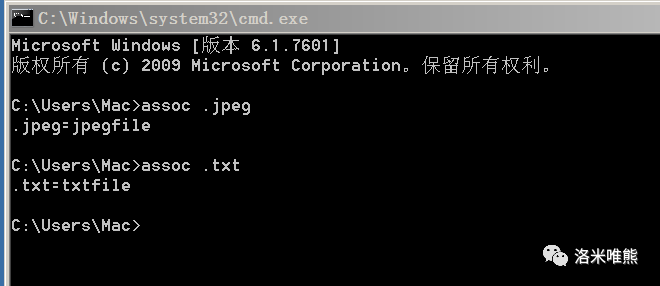 C:\Windows\system32\cmd.exe
Microsoft Windows [版本 6.1.7601]
版权所有 (c) 2009 Microsoft Corporation。保留所有权利。
C:\Users\Mac>assoc .jpeg
.jpeg=jpegfile
C:\Users\Mac>assoc .txt
.txt=txtfile
C:\Users\Mac>
洛米唯熊